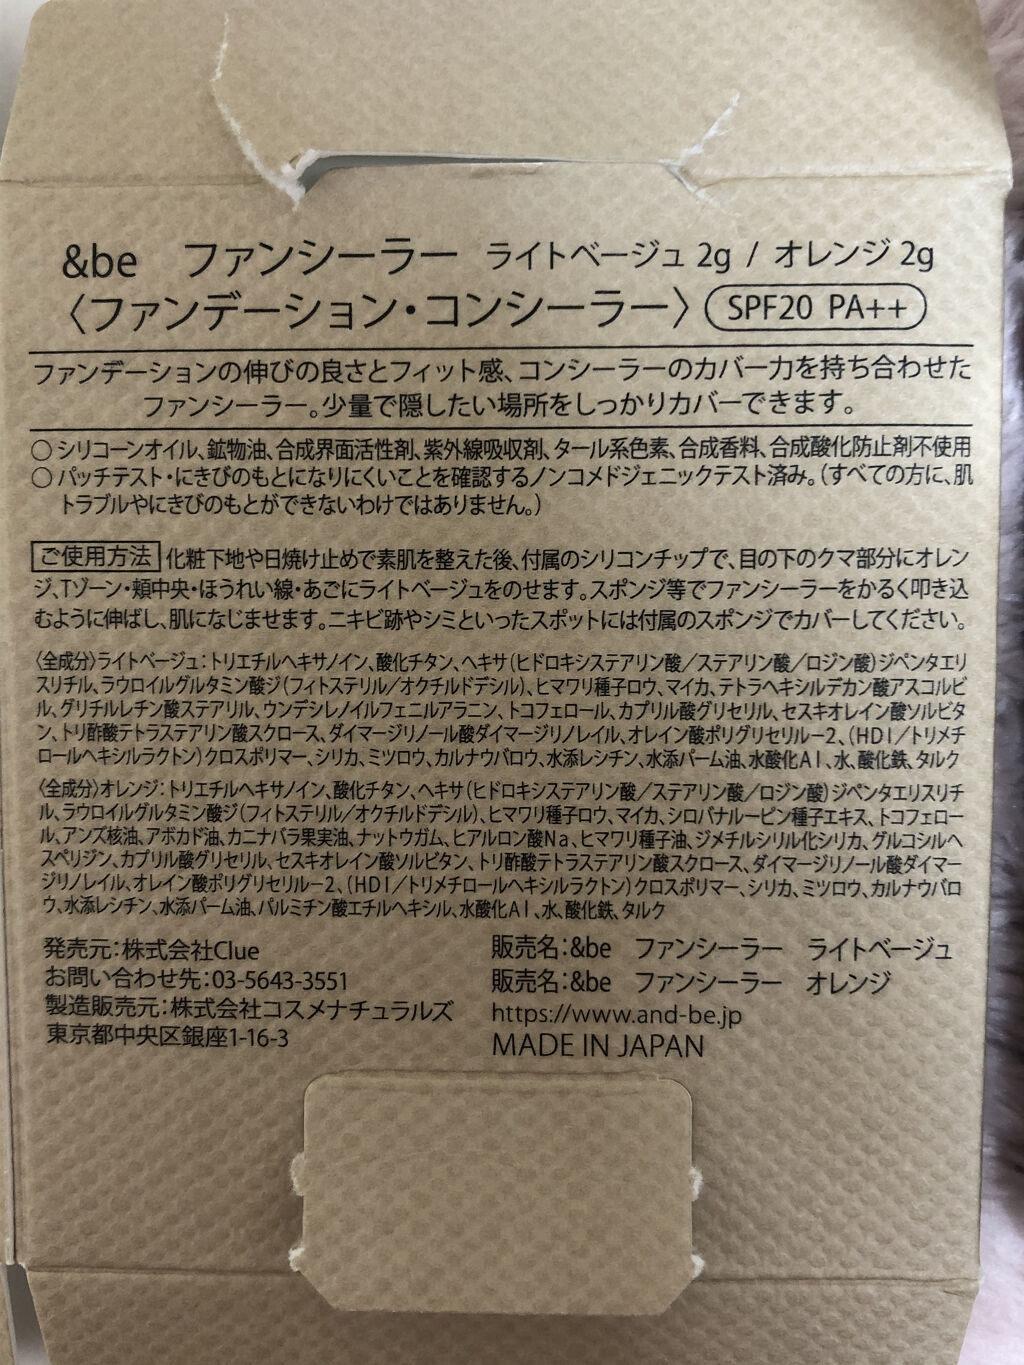 &be ファンシーラー ライトベージュ 2g / オレンジ 2g
〈ファンデーション・コンシーラー〉 SPF20 PA++
ファンデーションの伸びの良さとフィット感、コンシーラーのカバー力を持ち合わせた
ファンシーラー。少量で隠したい場所をしっかりカバーできます。
○ シリコーンオイル、鉱物油、合成界面活性剤、紫外線吸収剤、タール系色素、合成香料、合成酸化防止剤不使用
○ パッチテスト・にきびのもとになりにくいことを確認するノンコメドジェニックテスト済み。(すべての方に、肌
トラブルやにきびのもとができないわけではありません。)
ご使用方法 化粧下地や日焼け止めで素肌を整えた後、付属のシリコンチップで、目の下のクマ部分にオレン
ジ、Tゾーン・頬中央・ほうれい線・あごにライトベージュをのせます。スポンジ等でファンシーラーをかるく叩き込
むように伸ばし、肌になじませます。ニキビ跡やシミといったスポットには付属のスポンジでカバーしてください。
〈全成分〉ライトベージュ：トリエチルヘキサノイン、酸化チタン、ヘキサ(ヒドロキシステアリン酸／ステアリン酸／ロジン酸)ジペンタエリ
スリチル、ラウロイルグルタミン酸ジ(フィトステリル／オクチルドデシル)、ヒマワリ種子ロウ、マイカ、テトラヘキシルデカン酸アスコルビ
ル、グリチルレチン酸ステアリル、ウンデシレノイルフェニルアラニン、トコフェロール、カプリル酸グリセリル、セスキオレイン酸ソルビタ
ン、トリ酢酸テトラステアリン酸スクロース、ダイマージリノール酸ダイマージリノレイル、オレイン酸ポリグリセリル−2、(HDI／トリメチ
ロールヘキシルラクトン)クロスポリマー、シリカ、ミツロウ、カルナウバロウ、水添レシチン、水添パーム油、水酸化Al、水、酸化鉄、タルク
〈全成分〉オレンジ：トリエチルヘキサノイン、酸化チタン、ヘキサ(ヒドロキシステアリン酸／ステアリン酸／ロジン酸)ジペンタエリスリチ
ル、ラウロイルグルタミン酸ジ(フィトステリル／オクチルドデシル)、ヒマワリ種子ロウ、マイカ、シロバナルーピン種子エキス、トコフェロー
ル、アンズ核油、アボカド油、カニナバラ果実油、ナットウガム、ヒアルロン酸Na、ヒマワリ種子油、ジメチルシリル化シリカ、グルコシルヘ
スペリジン、カプリル酸グリセリル、セスキオレイン酸ソルビタン、トリ酢酸テトラステアリン酸スクロース、ダイマージリノール酸ダイマー
ジリノレイル、オレイン酸ポリグリセリル−2、(HDI／トリメチロールヘキシルラクトン)クロスポリマー、シリカ、ミツロウ、カルナウバロ
ウ、水添レシチン、水添パーム油、パルミチン酸エチルヘキシル、水酸化Al、水、酸化鉄、タルク
発売元：株式会社Clue
お問い合わせ先：03-5643-3551
製造販売元：株式会社コスメナチュラルズ
東京都中央区銀座1-16-3
販売名：&be ファンシーラー ライトベージュ
販売名：&be ファンシーラー オレンジ
https://www.and-be.jp
MADE IN JAPAN